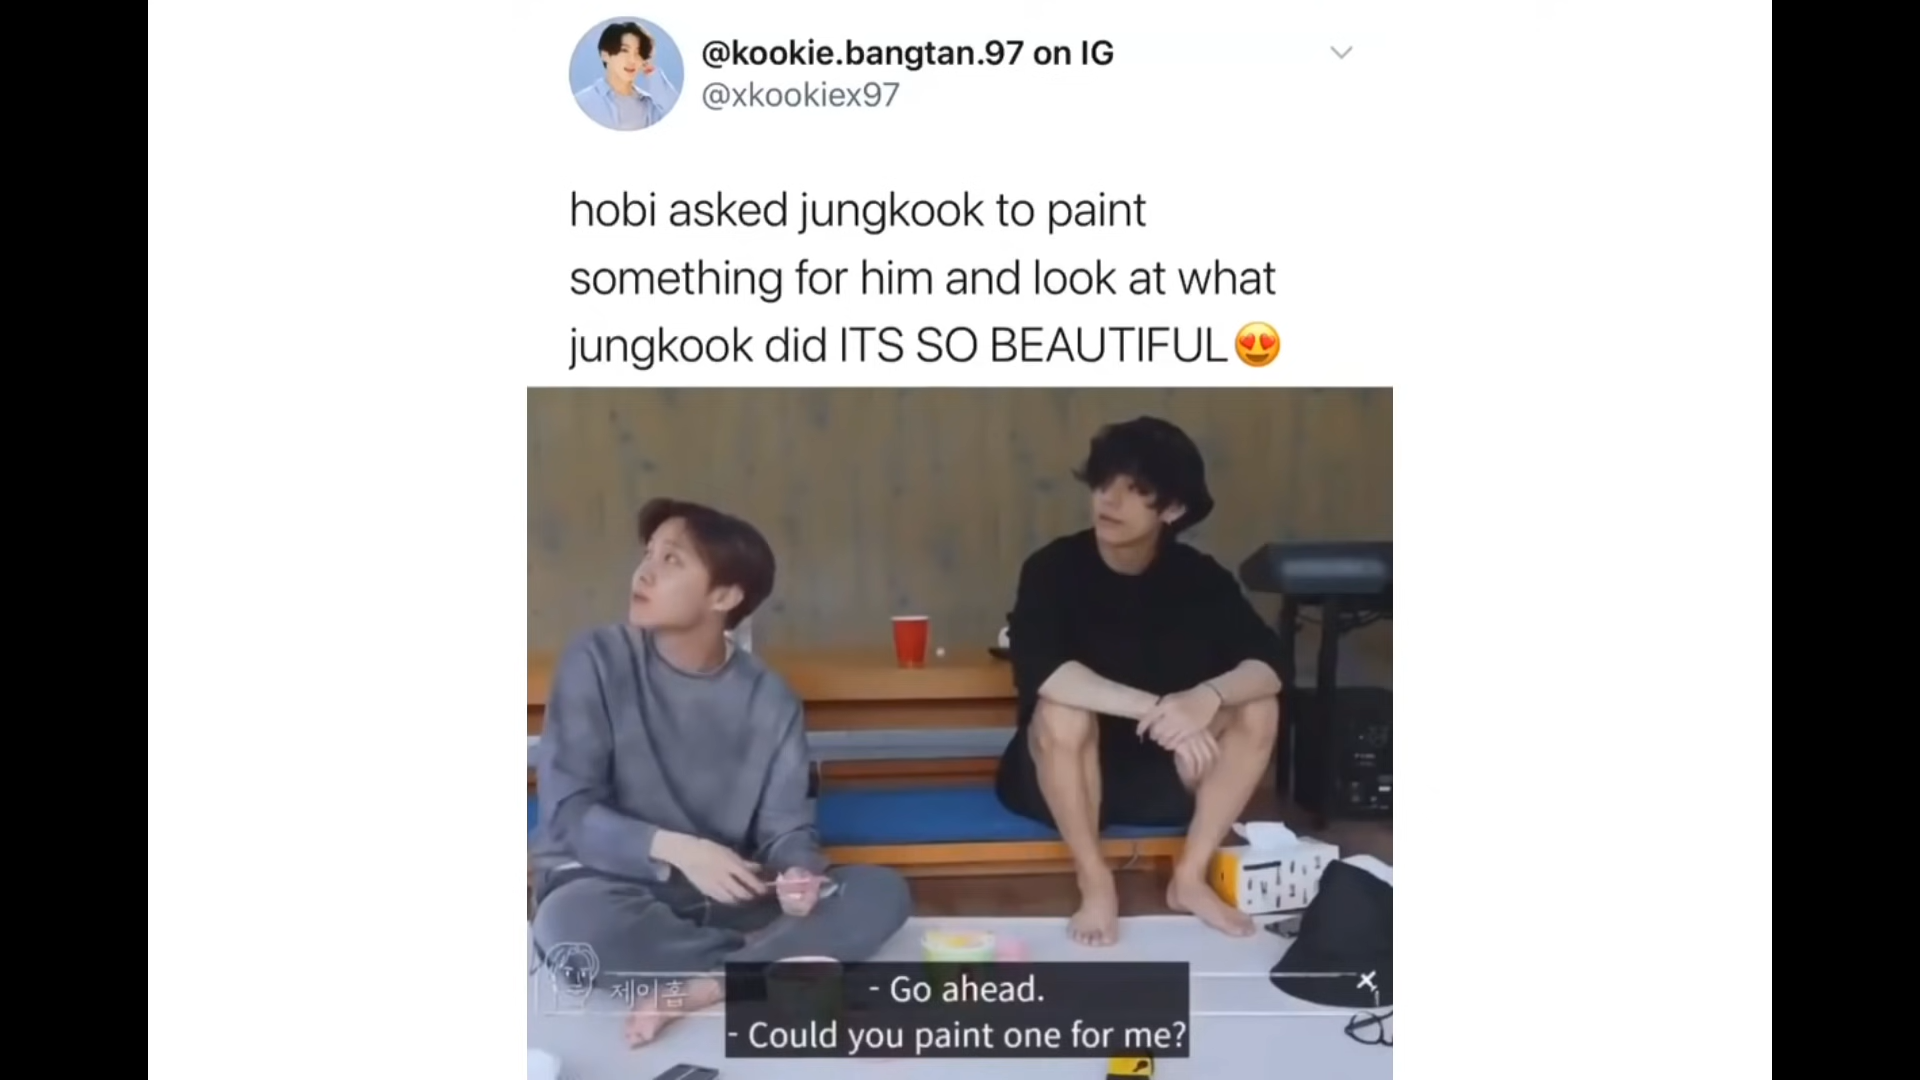 @kookie.bangtan.97 on IG
@xkookiex97
hobi asked jungkook to paint
something for him and look at what
jungkook did ITS SO BEAUTIFUL😍
제이홉
- Go ahead.
- Could you paint one for me?